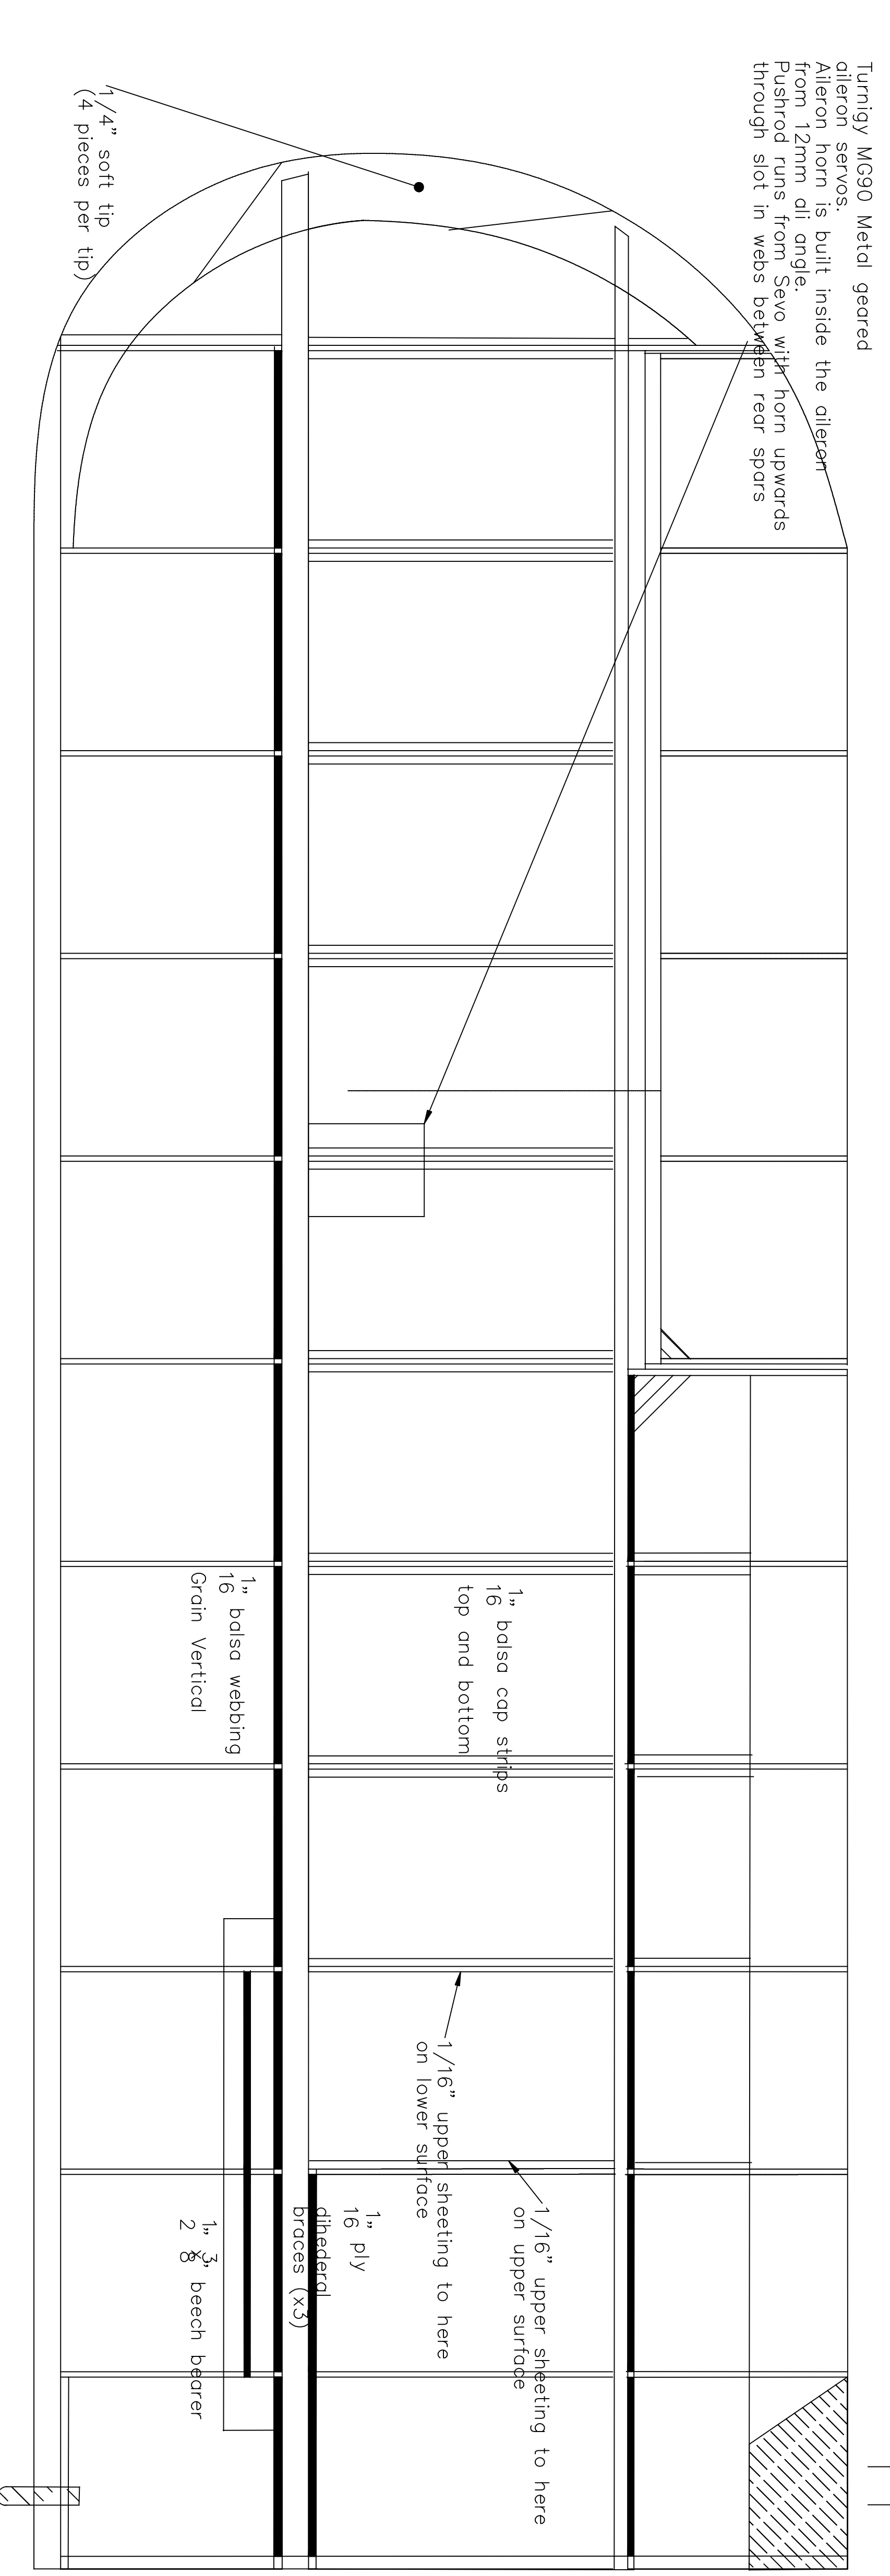 Turnigy MG90 Metal geared
aileron servos.
Aileron horn is built inside the aileron
from 12mm ali angle.
Pushrod runs from Sevo with horn upwards
through slot in webs between rear spars
1/4" soft tip
(4 pieces per tip)
1"
16 balsa cap strips
top and bottom
1"
16 balsa webbing
Grain Vertical
1/16" upper sheeting to here
on lower surface
1/16" upper sheeting to here
on upper surface
1"
16 ply
dihederal
braces (x3)
1" 3"
2 x 8 beech bearer